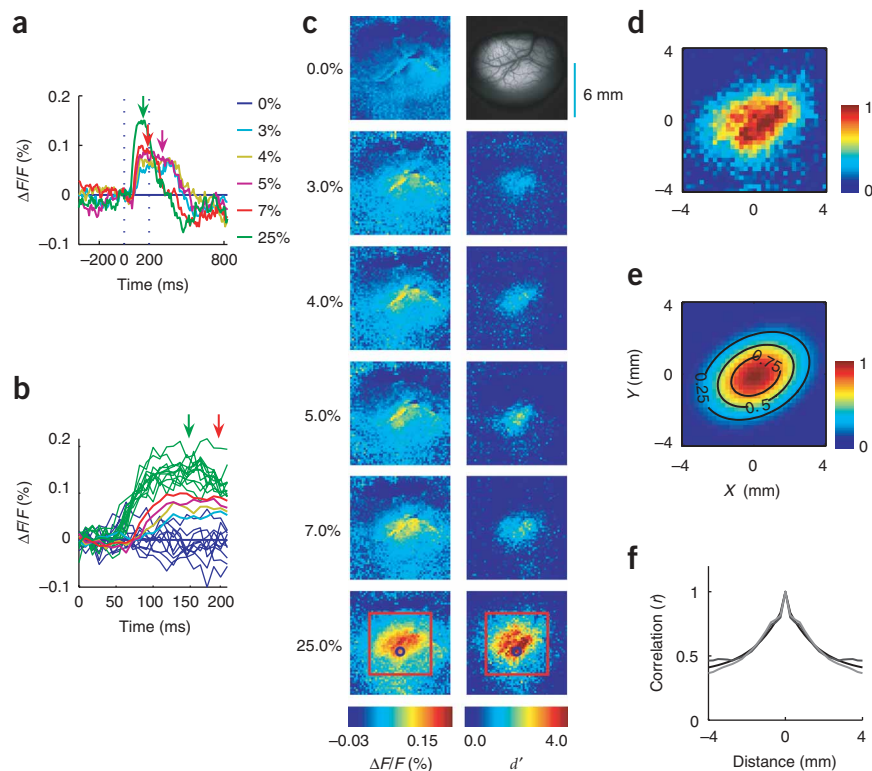 a
ΔF/F (%)
0.2
0.1
0
–0.1
–200 0 200 800
Time (ms)
0%
3%
4%
5%
7%
25%
b
ΔF/F (%)
0.2
0.1
0
–0.1
0 50 100 150 200
Time (ms)
c
0.0%
6 mm
3.0%
4.0%
5.0%
7.0%
25.0%
–0.03 0.15
ΔF/F (%)
0.0 4.0
d′
d
4
0
–4
–4 0 4
1
0
e
4
0
–4
Y (mm)
0.25
0.75
0.5
–4 0 4
X (mm)
1
0
f
Correlation (r)
1
0.5
0
–4 –2 0 2 4
Distance (mm)